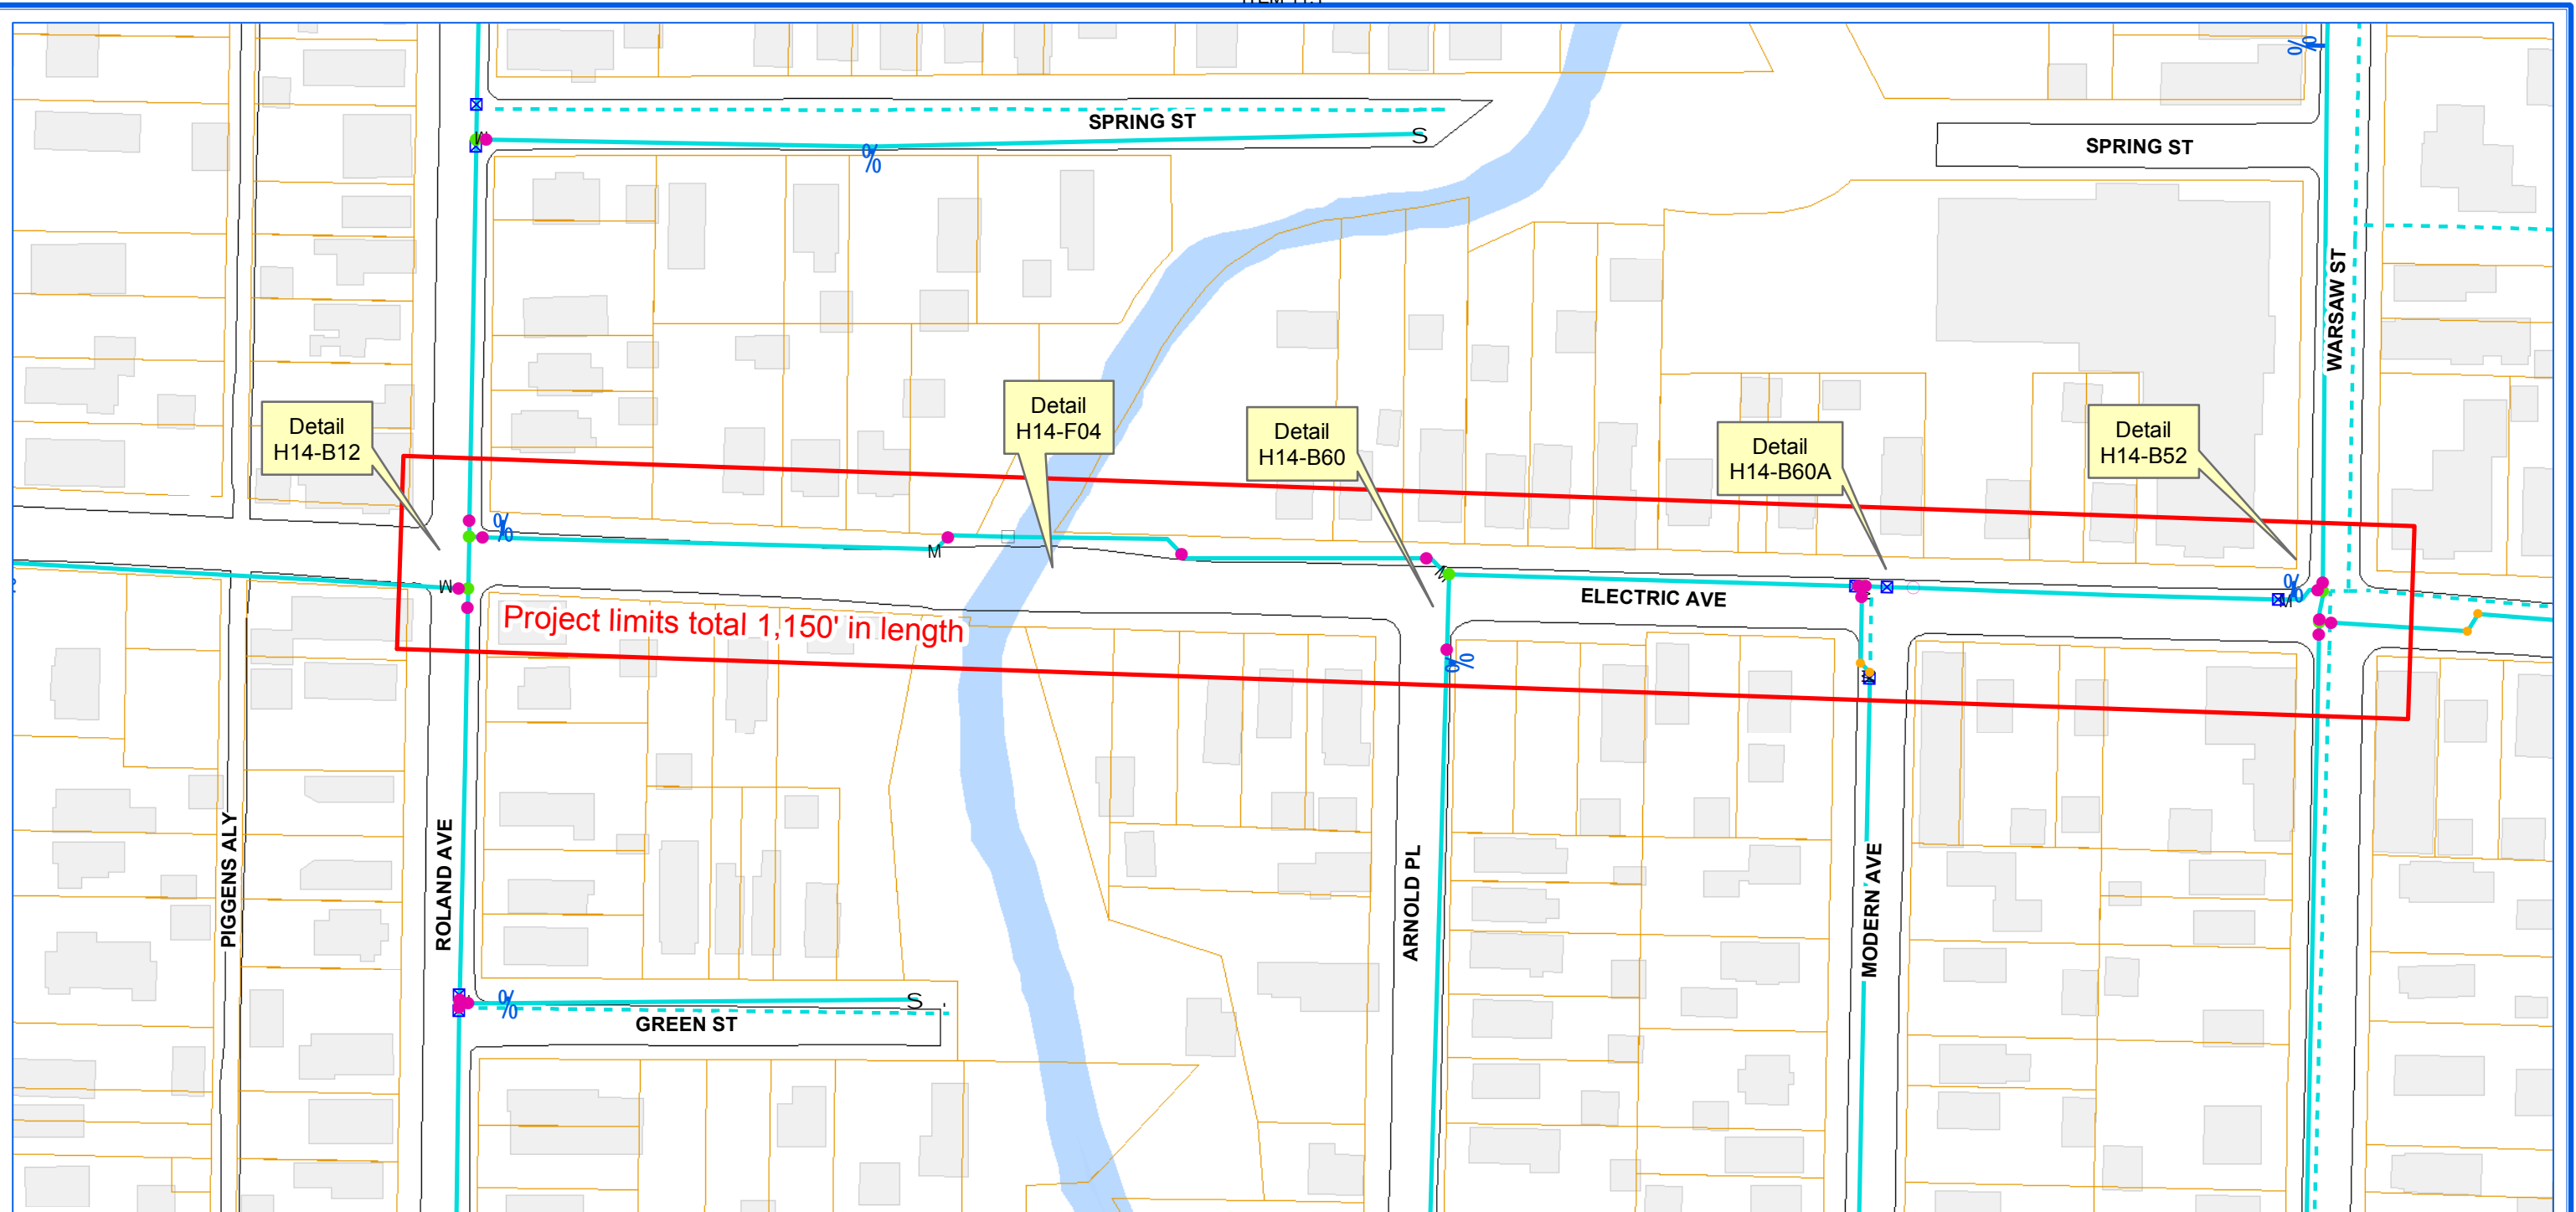 SPRING ST
SPRING ST
WARSAW ST
Detail
H14-B12
Detail
H14-F04
Detail
H14-B60
Detail
H14-B60A
Detail
H14-B52
M
%
S
%
%
M
M
M
%
M
ELECTRIC AVE
%
Project limits total 1,150' in length
%
PIGGENS ALY
ROLAND AVE
ARNOLD PL
MODERN AVE
%
S
GREEN ST